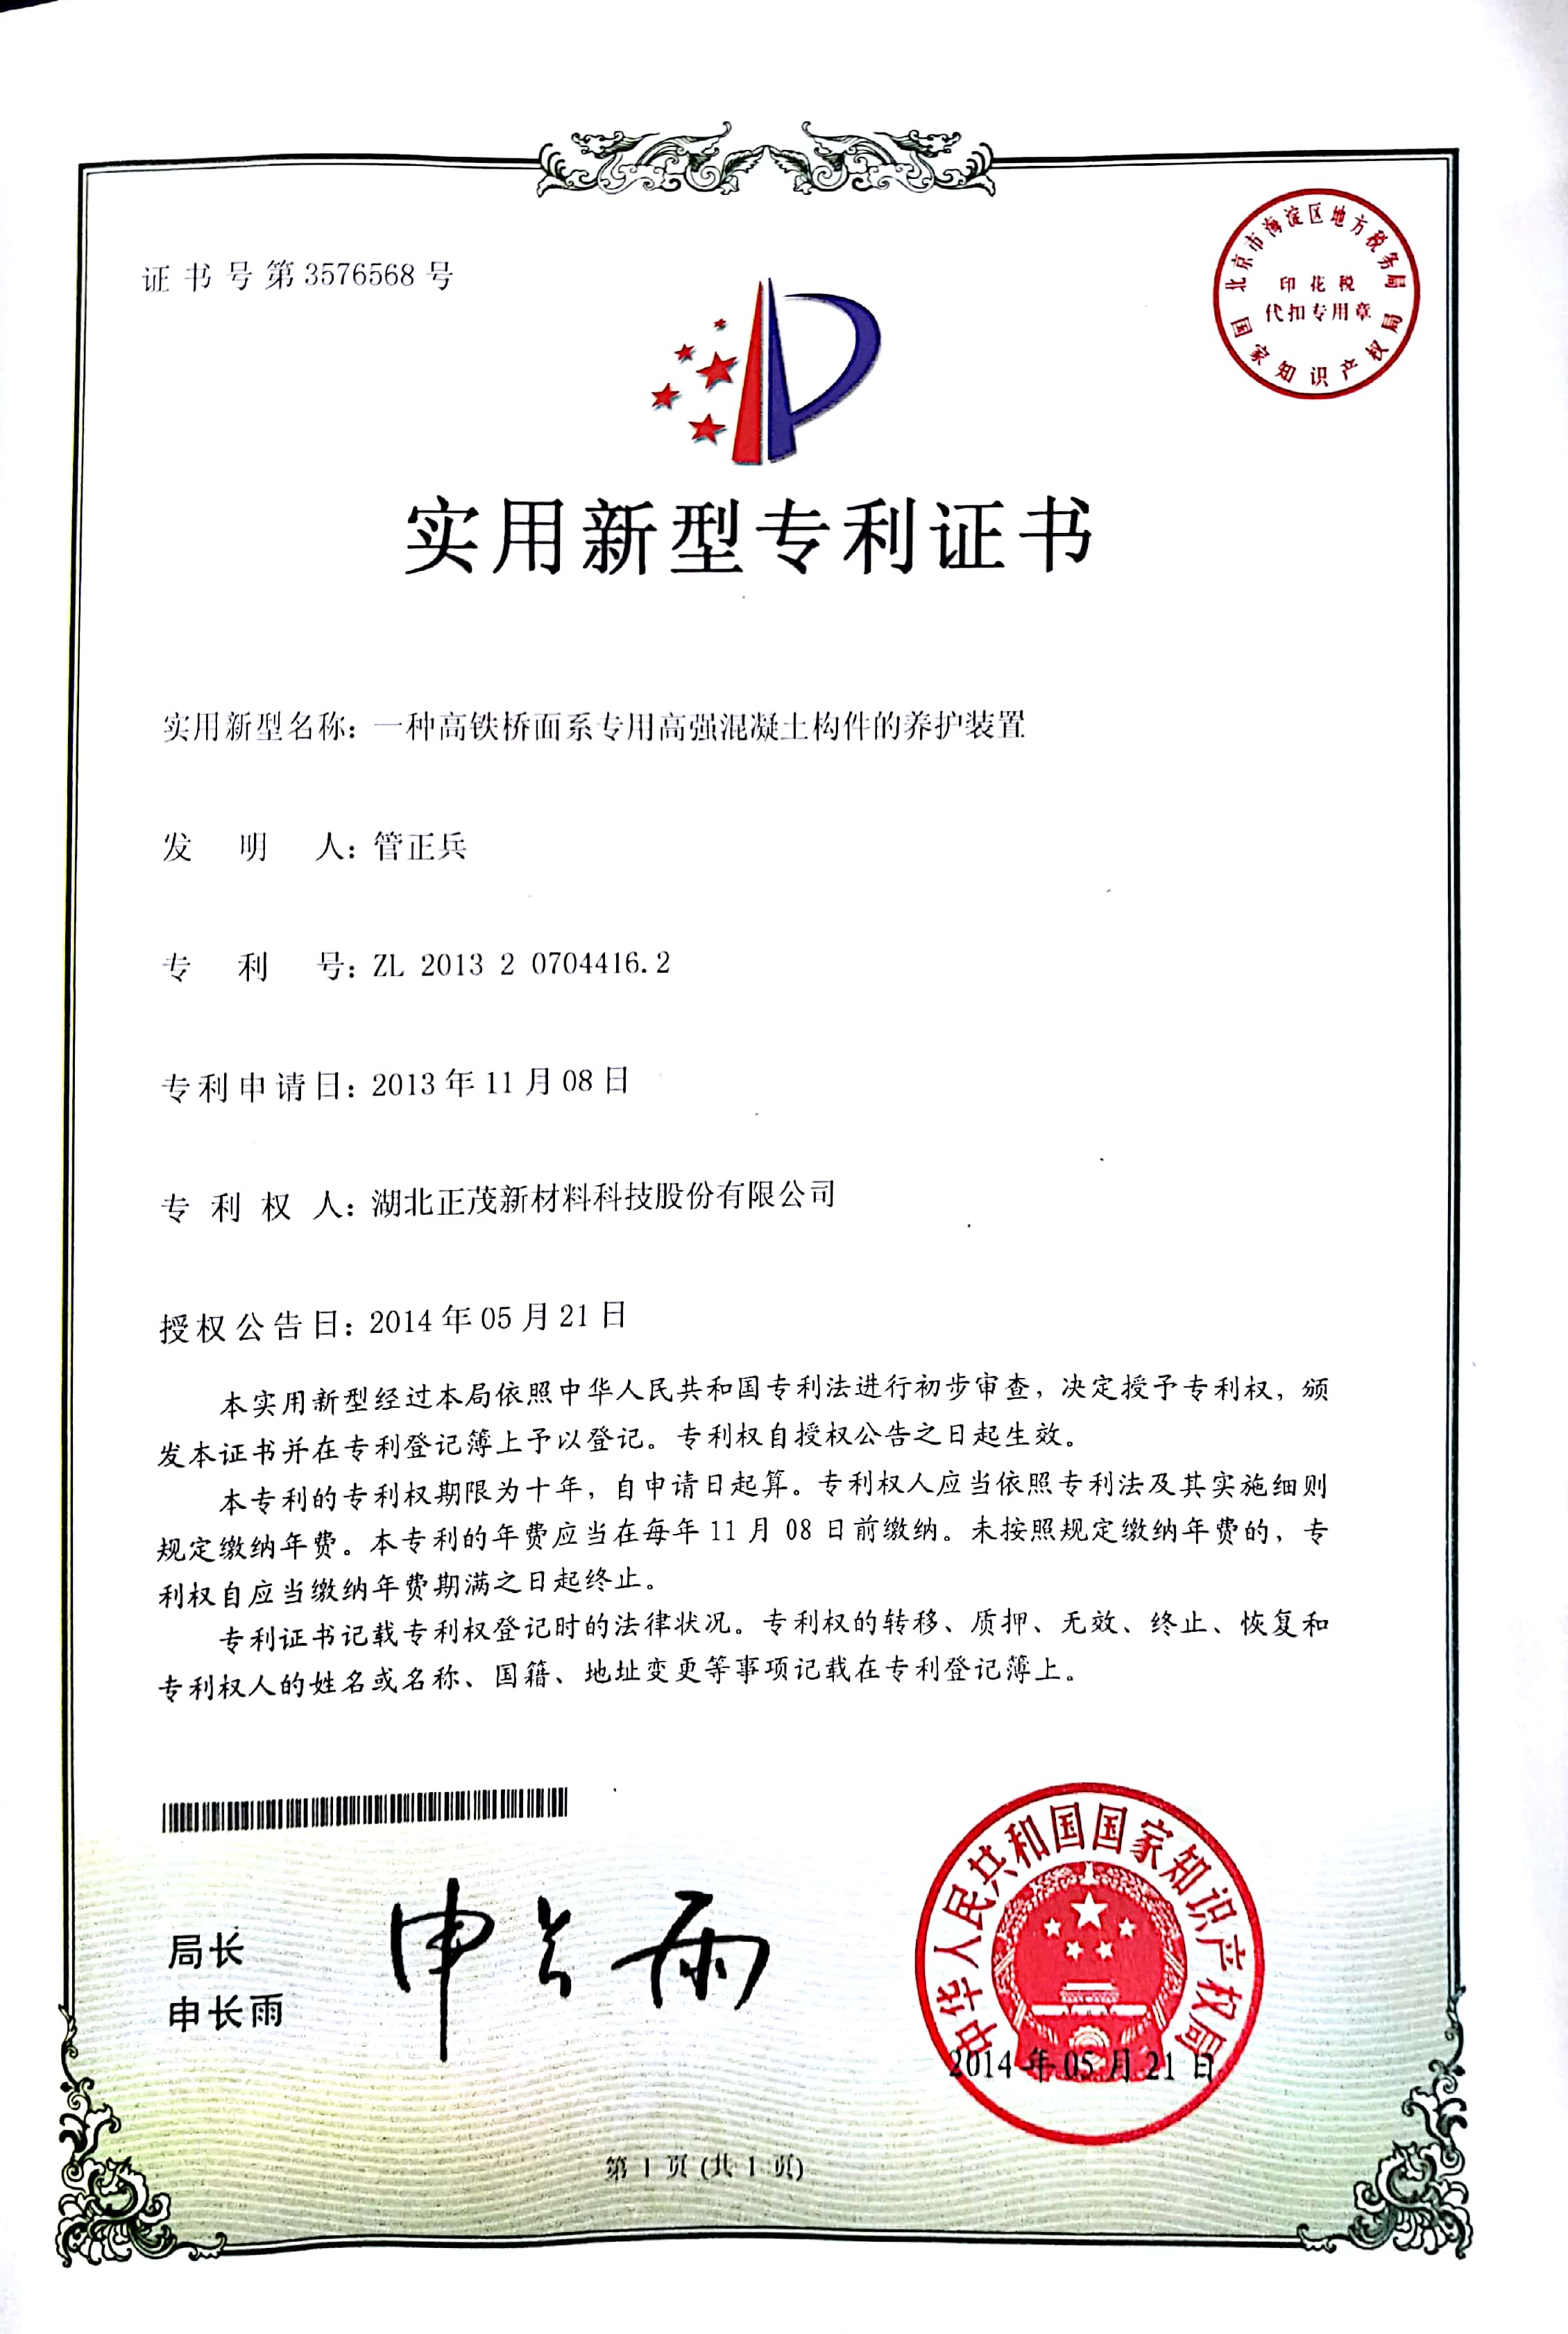 证书号第3576568号
北京市海淀区地方税务局
印花税
代扣专用章
国家知识产权局
实用新型专利证书
实用新型名称：一种高铁桥面系专用高强混凝土构件的养护装置
发明人：管正兵
专利号：ZL 2013 2 0704416.2
专利申请日：2013年11月08日
专利权人：湖北正茂新材料科技股份有限公司
授权公告日：2014年05月21日
本实用新型经过本局依照中华人民共和国专利法进行初步审查，决定授予专利权，颁
发本证书并在专利登记簿上予以登记。专利权自授权公告之日起生效。
本专利的专利权期限为十年，自申请日起算。专利权人应当依照专利法及其实施细则
规定缴纳年费。本专利的年费应当在每年11月08日前缴纳。未按照规定缴纳年费的，专
利权自应当缴纳年费期满之日起终止。
专利证书记载专利权登记时的法律状况。专利权的转移、质押、无效、终止、恢复和
专利权人的姓名或名称、国籍、地址变更等事项记载在专利登记簿上。
局长
申长雨
申长雨
中华人民共和国国家知识产权局
2014年05月21日
第1页(共1页)